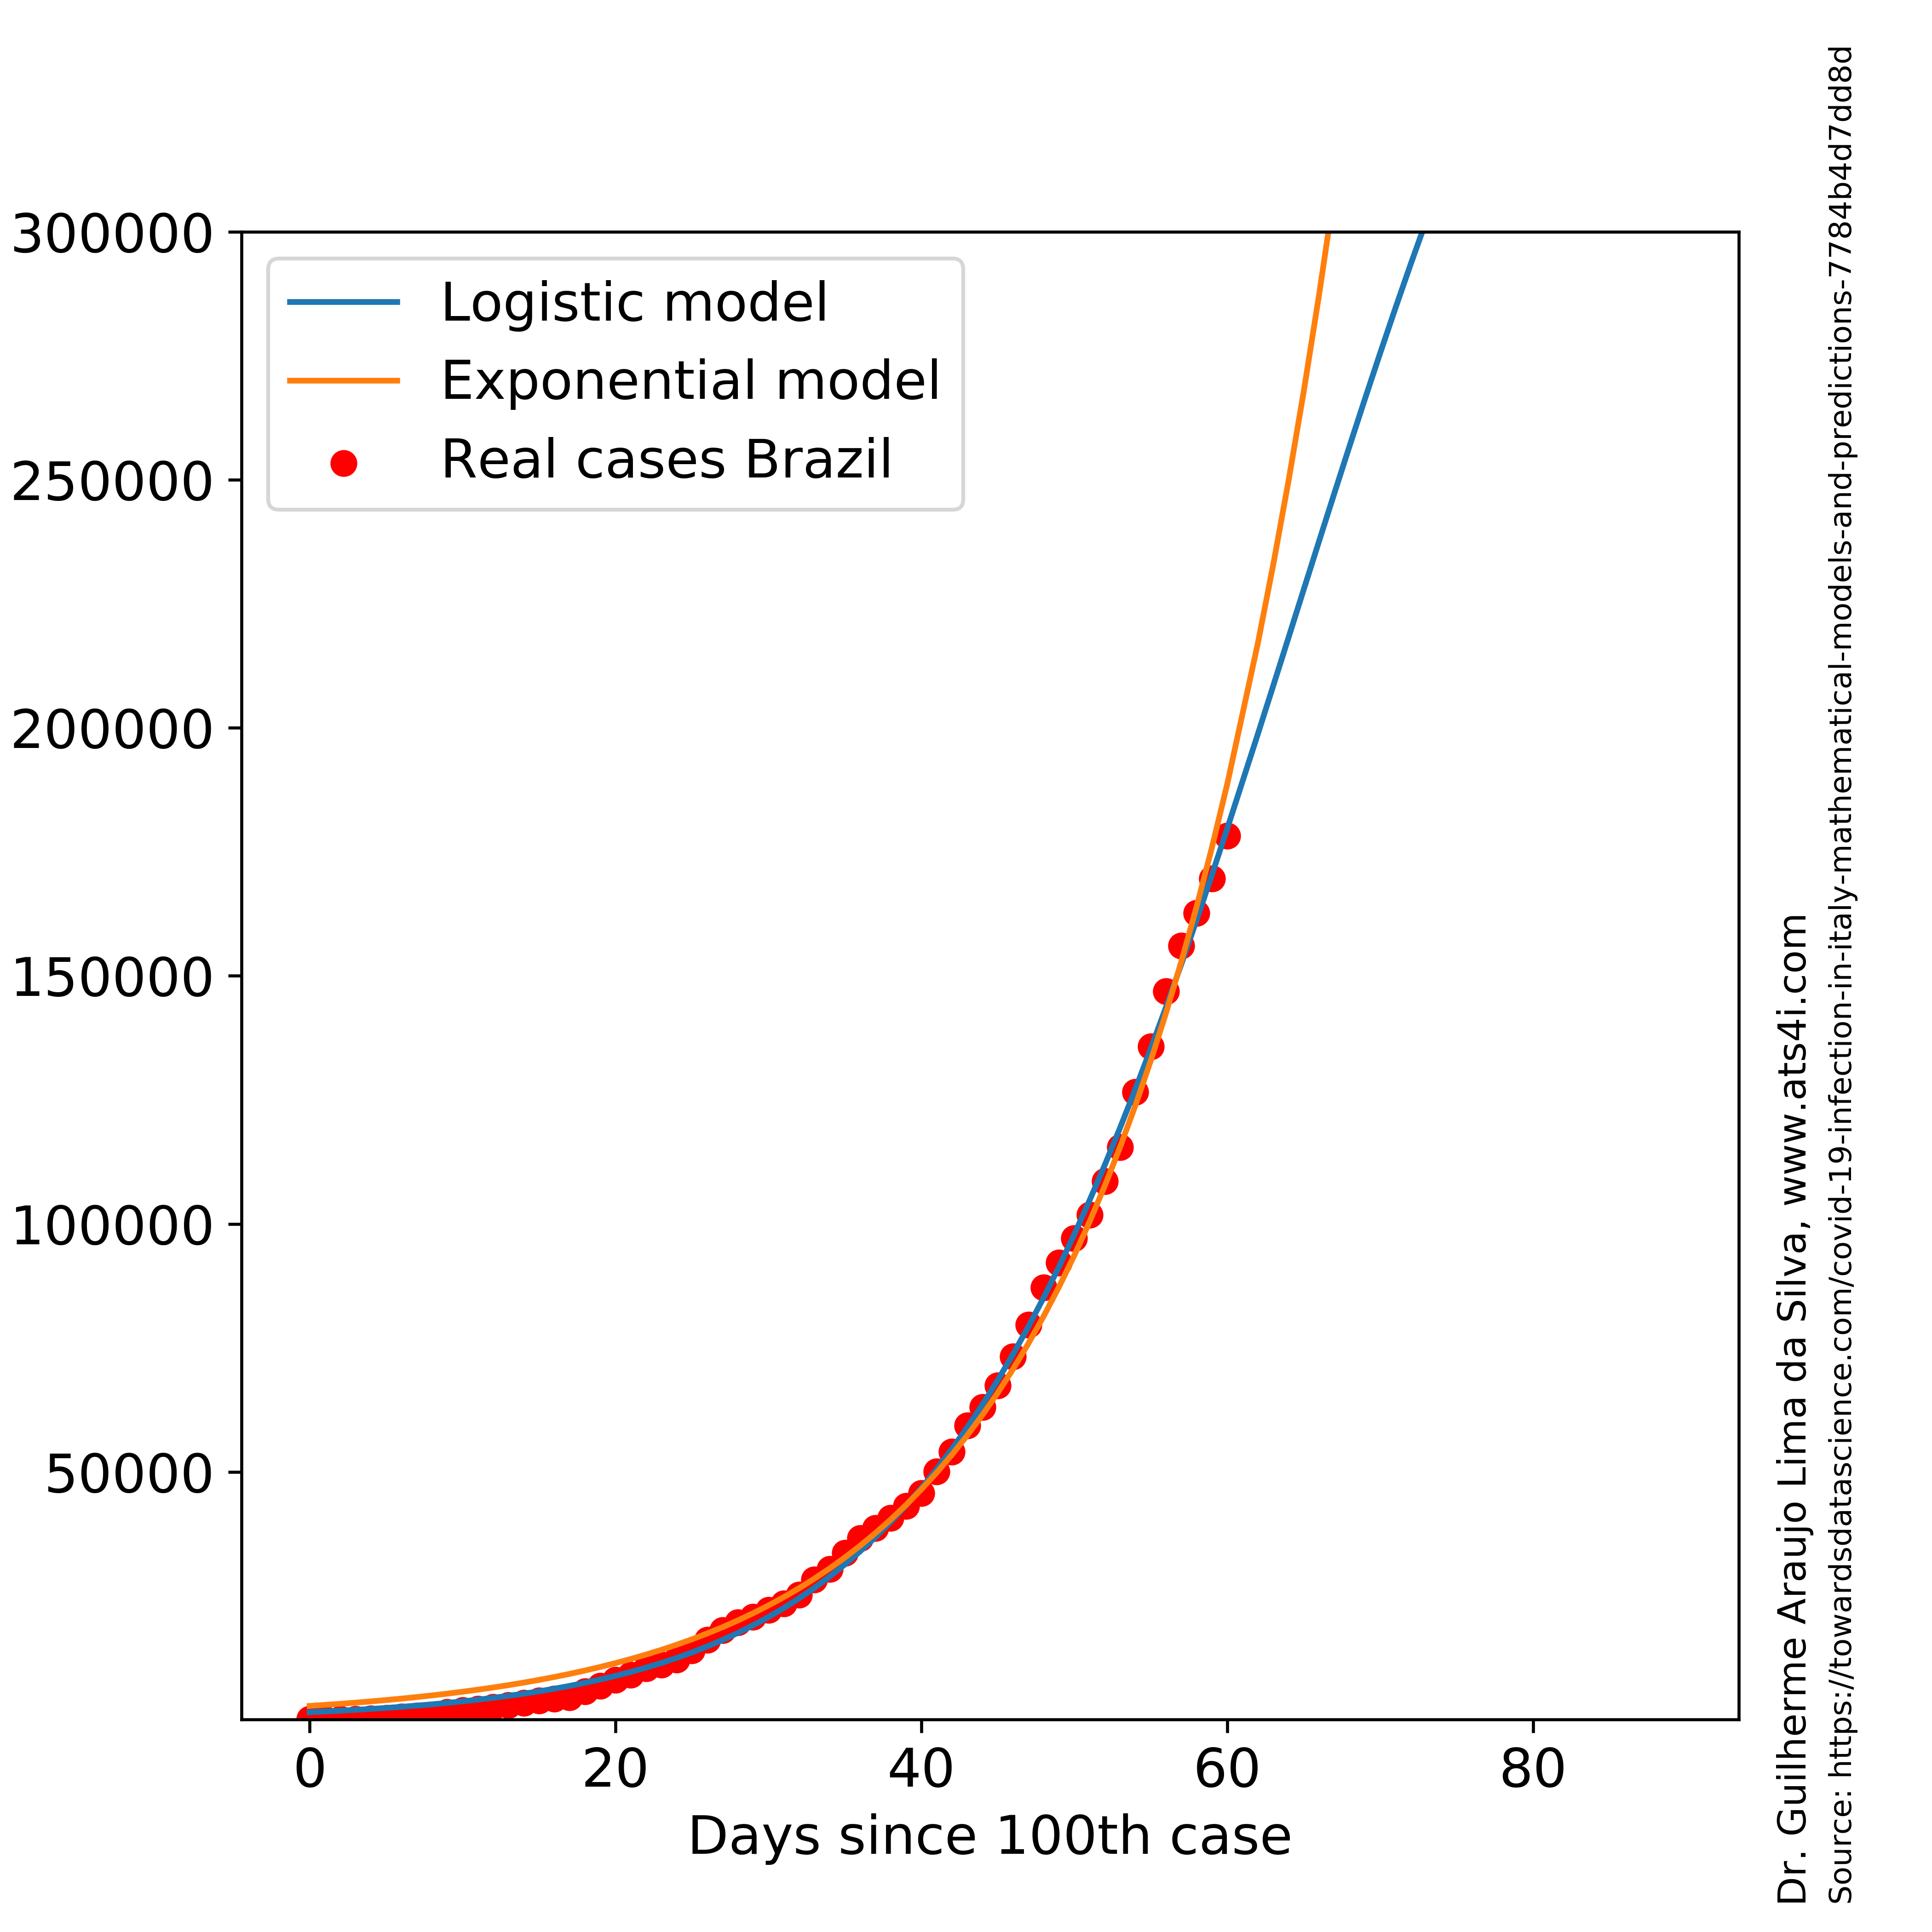 300000
250000
200000
150000
100000
50000
Logistic model
Exponential model
Real cases Brazil
0 20 40 60 80
Days since 100th case
Dr. Guilherme Araujo Lima da Silva, www.ats4i.com
Source: https://towardsdatascience.com/covid-19-infection-in-italy-mathematical-models-and-predictions-7784b4d7dd8d